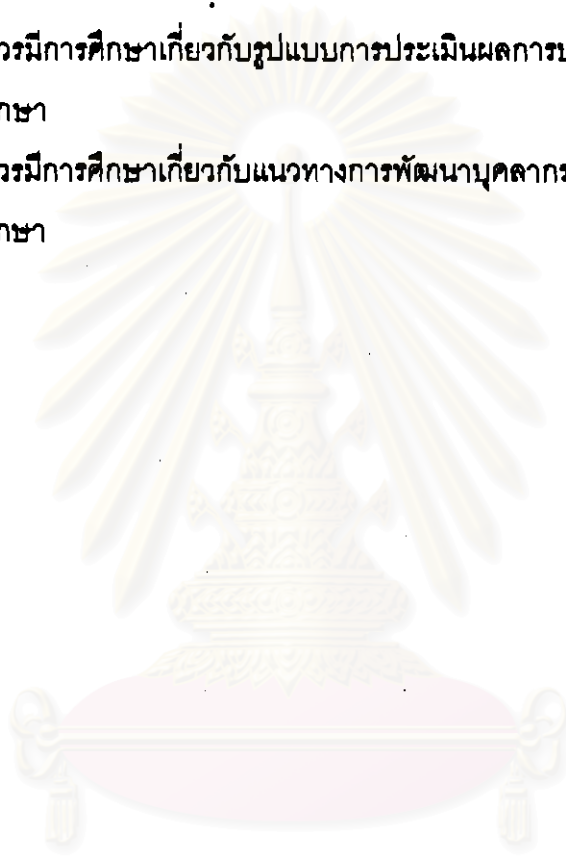 วรมีการศึกษาเกี่ยวกับรูปแบบการประเมินผลการ
กษา
วรมีการศึกษาเกี่ยวกับแนวทางการพัฒนาบุคลากร
กษา